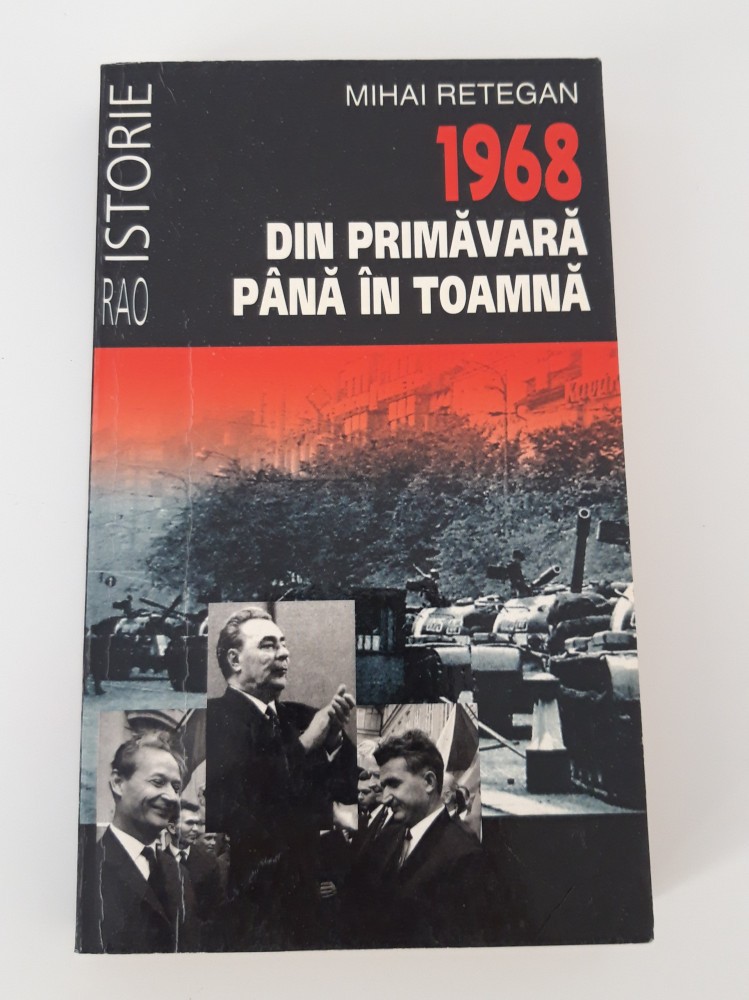 MIHAI RETEGAN
1968
DIN PRIMĂVARĂ
PÂNĂ ÎN TOAMNĂ
RAO ISTORIE